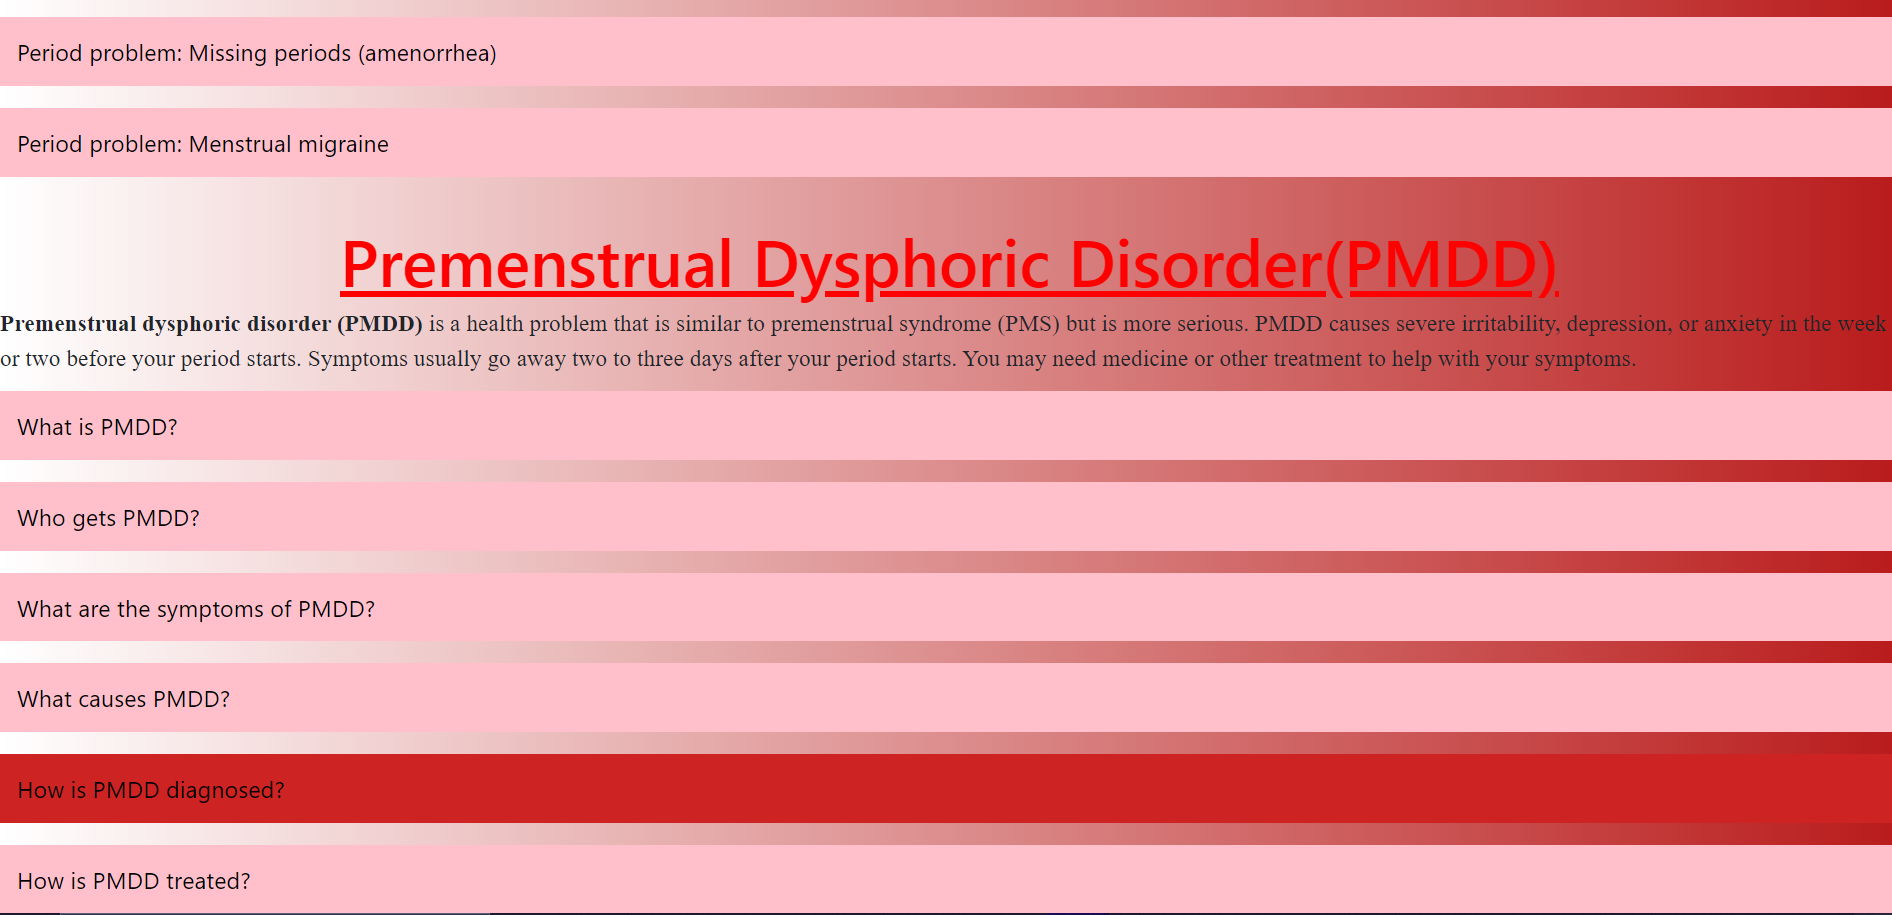 Period problem: Missing periods (amenorrhea)
Period problem: Menstrual migraine
Premenstrual Dysphoric Disorder(PMDD)
Premenstrual dysphoric disorder (PMDD) is a health problem that is similar to premenstrual syndrome (PMS) but is more serious. PMDD causes severe irritability, depression, or anxiety in the week
or two before your period starts. Symptoms usually go away two to three days after your period starts. You may need medicine or other treatment to help with your symptoms.
What is PMDD?
Who gets PMDD?
What are the symptoms of PMDD?
What causes PMDD?
How is PMDD diagnosed?
How is PMDD treated?